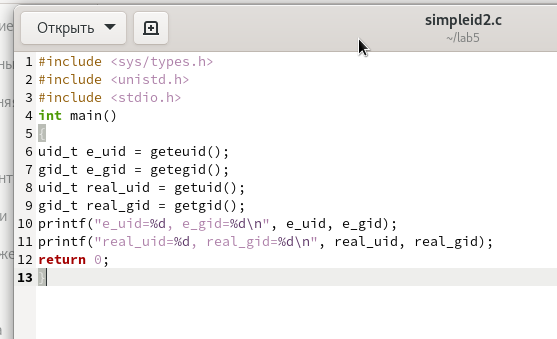 Открыть
simpleid2.c
~/lab5
1 #include <sys/types.h>
2 #include <unistd.h>
3 #include <stdio.h>
4 int main()
5 {
6 uid_t e_uid = geteuid();
7 gid_t e_gid = getegid();
8 uid_t real_uid = getuid();
9 gid_t real_gid = getgid();
10 printf("e_uid=%d, e_gid=%d\n", e_uid, e_gid);
11 printf("real_uid=%d, real_gid=%d\n", real_uid, real_gid);
12 return 0;
13 }